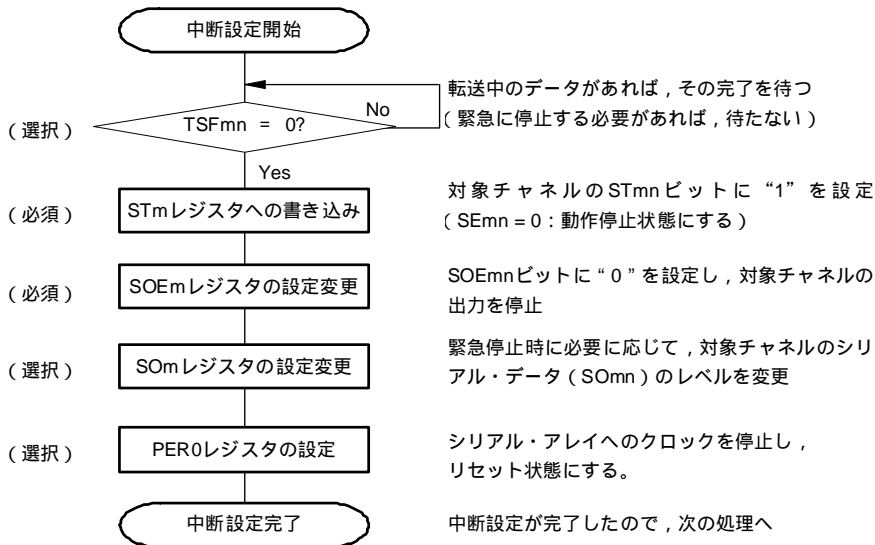 中断設定開始
転送中のデータがあれば，その完了を待つ
（緊急に停止する必要があれば，待たない）
（選択）
TSFmn = 0?
No
Yes
（必須）
STmレジスタへの書き込み
対象チャネルのSTmnビットに“1”を設定
（SEmn = 0：動作停止状態にする）
（必須）
SOEmレジスタの設定変更
SOEmnビットに“0”を設定し，対象チャネルの
出力を停止
（選択）
SOmレジスタの設定変更
緊急停止時に必要に応じて，対象チャネルのシリ
アル・データ（SOmn）のレベルを変更
（選択）
PER0レジスタの設定
シリアル・アレイへのクロックを停止し，
リセット状態にする。
中断設定完了
中断設定が完了したので，次の処理へ